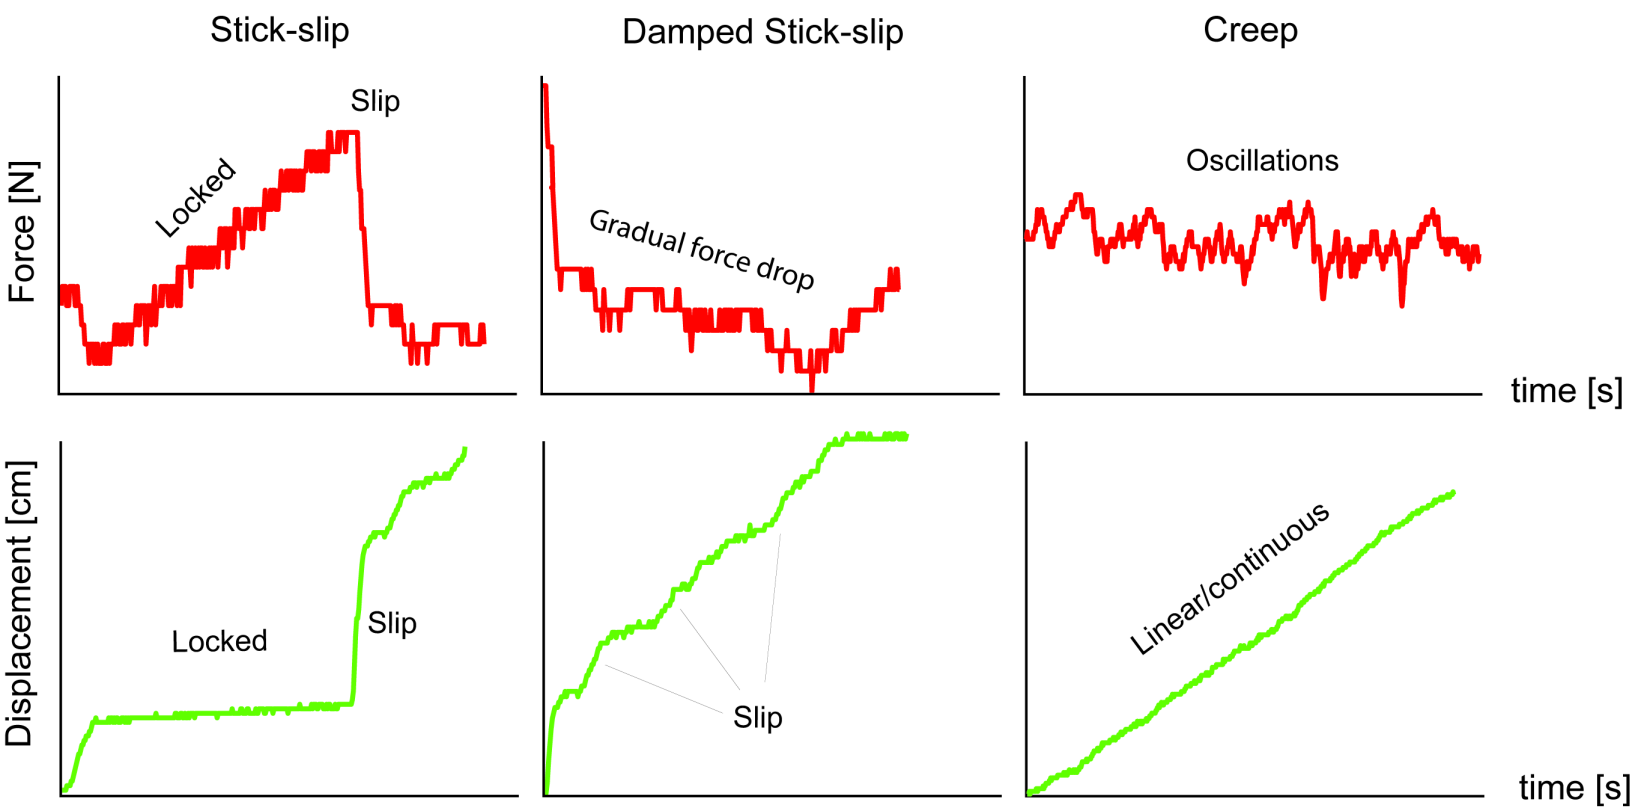 Stick-slip
Damped Stick-slip
Creep
Force [N]
Locked
Slip
Gradual force drop
Oscillations
time [s]
Displacement [cm]
Locked
Slip
Slip
Linear/continuous
time [s]